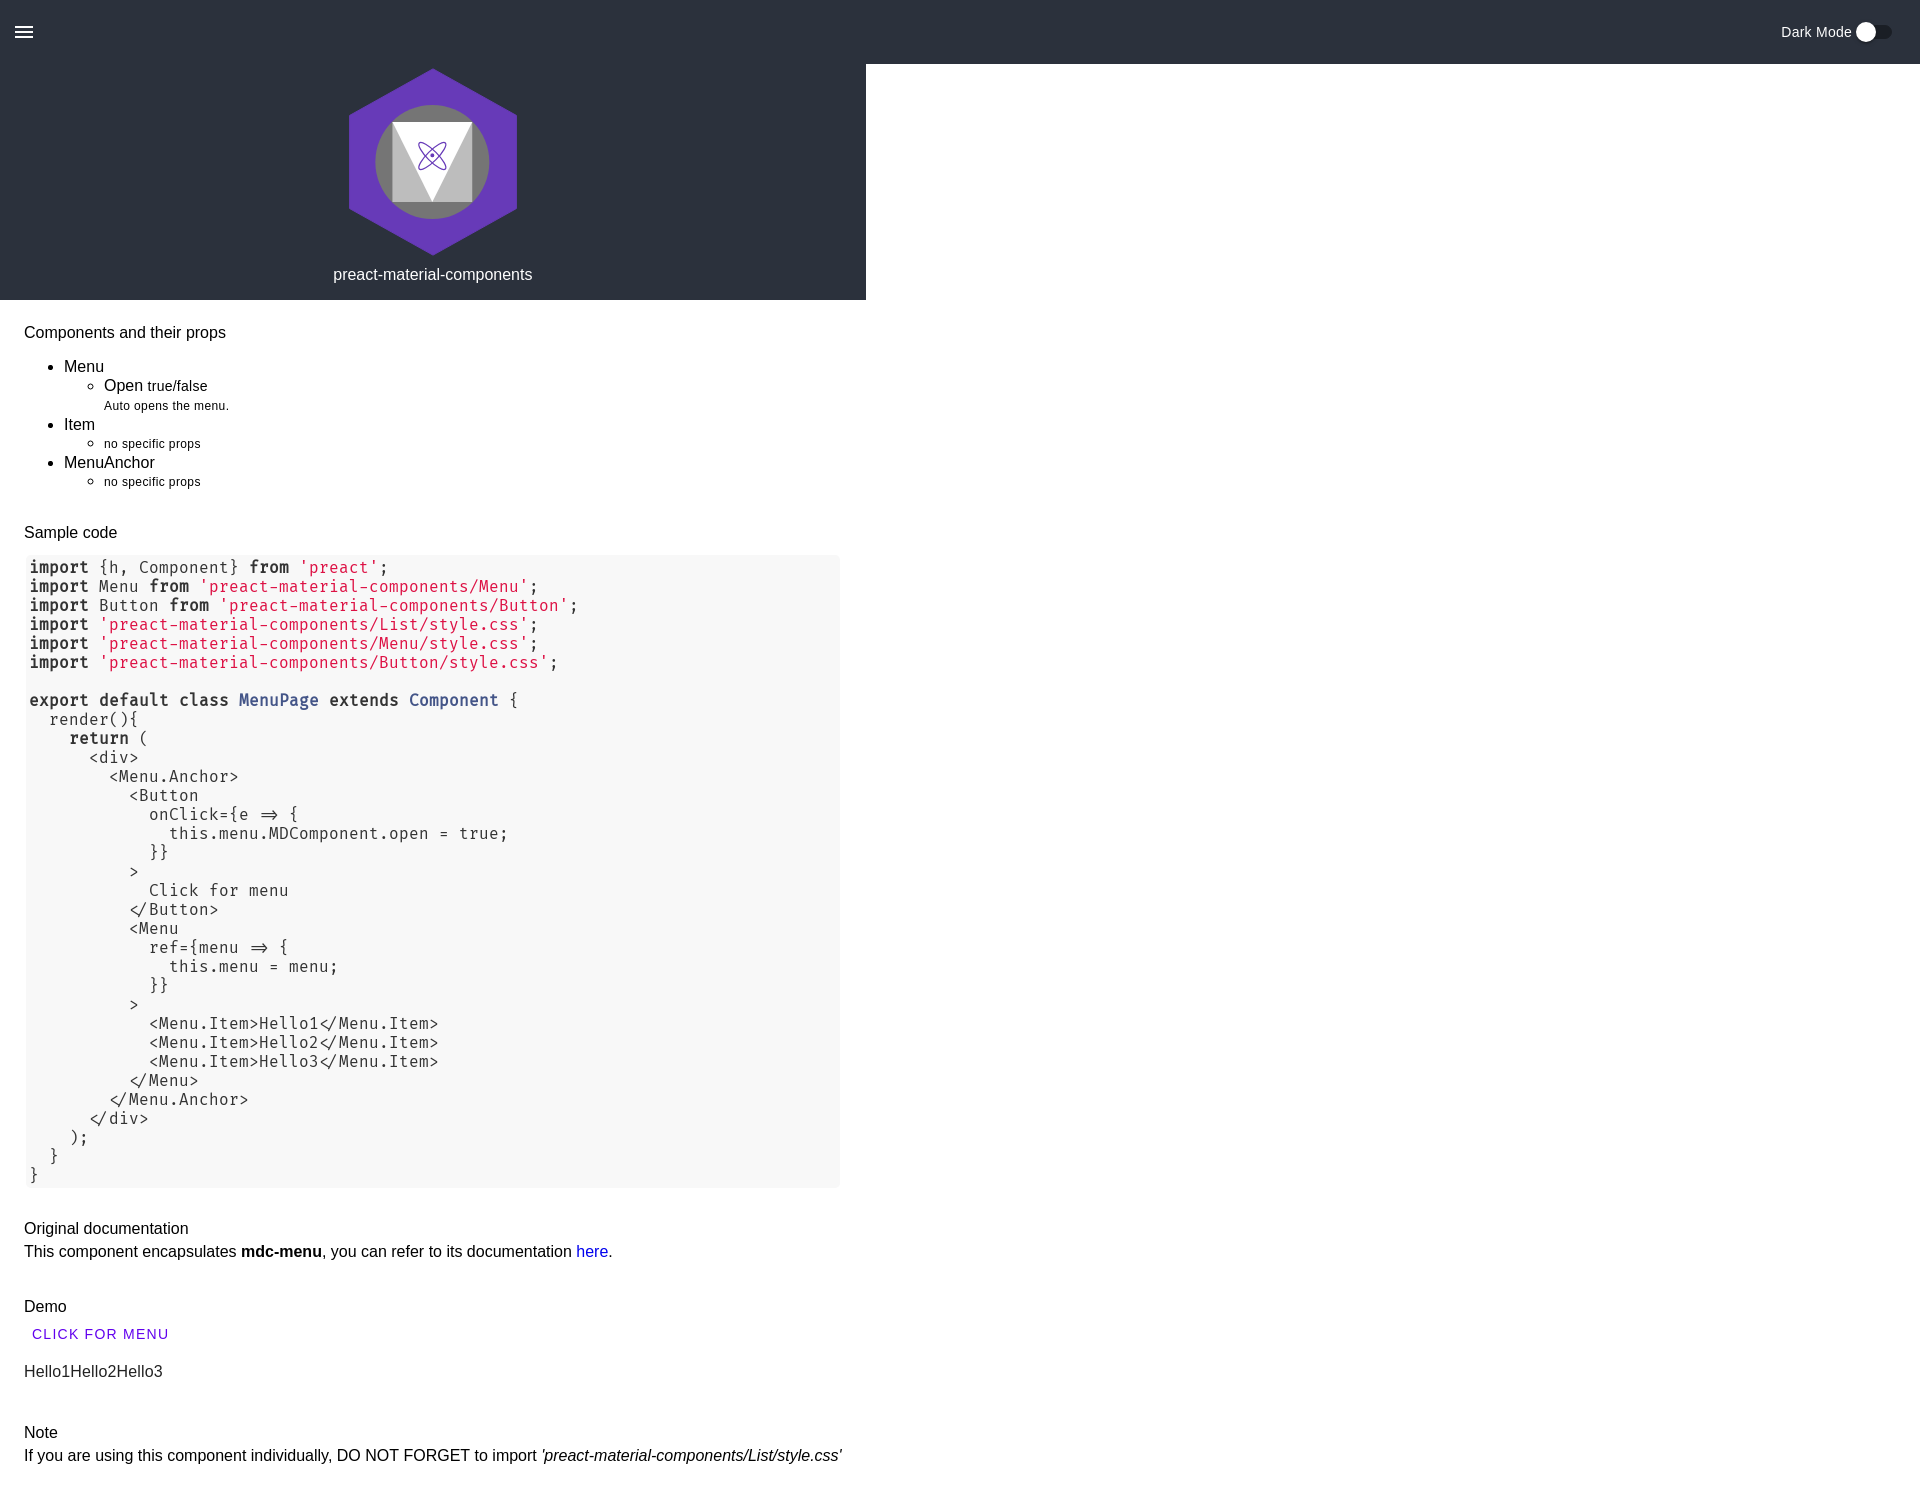 Dark Mode
preact-material-components
Components and their props
Menu
Open true/false
Auto opens the menu.
Item
no specific props
MenuAnchor
no specific props
Sample code
import {h, Component} from 'preact';
import Menu from 'preact-material-components/Menu';
import Button from 'preact-material-components/Button';
import 'preact-material-components/List/style.css';
import 'preact-material-components/Menu/style.css';
import 'preact-material-components/Button/style.css';
export default class MenuPage extends Component {
render(){
return (
<div>
<Menu.Anchor>
<Button
onClick={e => {
this.menu.MDComponent.open = true;
}}
>
Click for menu
</Button>
<Menu
ref={menu => {
this.menu = menu;
}}
>
<Menu.Item>Hello1</Menu.Item>
<Menu.Item>Hello2</Menu.Item>
<Menu.Item>Hello3</Menu.Item>
</Menu>
</Menu.Anchor>
</div>
);
}
}
Original documentation
This component encapsulates mdc-menu, you can refer to its documentation here.
Demo
CLICK FOR MENU
Hello1Hello2Hello3
Note
If you are using this component individually, DO NOT FORGET to import 'preact-material-components/List/style.css'